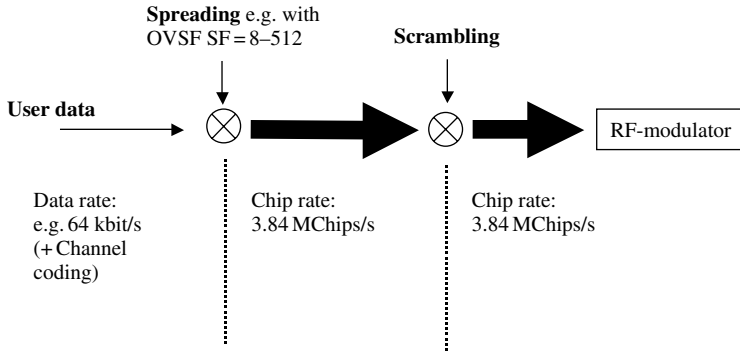 Spreading e.g. with
OVSF SF = 8–512
Scrambling
User data
RF-modulator
Data rate:
e.g. 64 kbit/s
(+ Channel
coding)
Chip rate:
3.84 MChips/s
Chip rate:
3.84 MChips/s